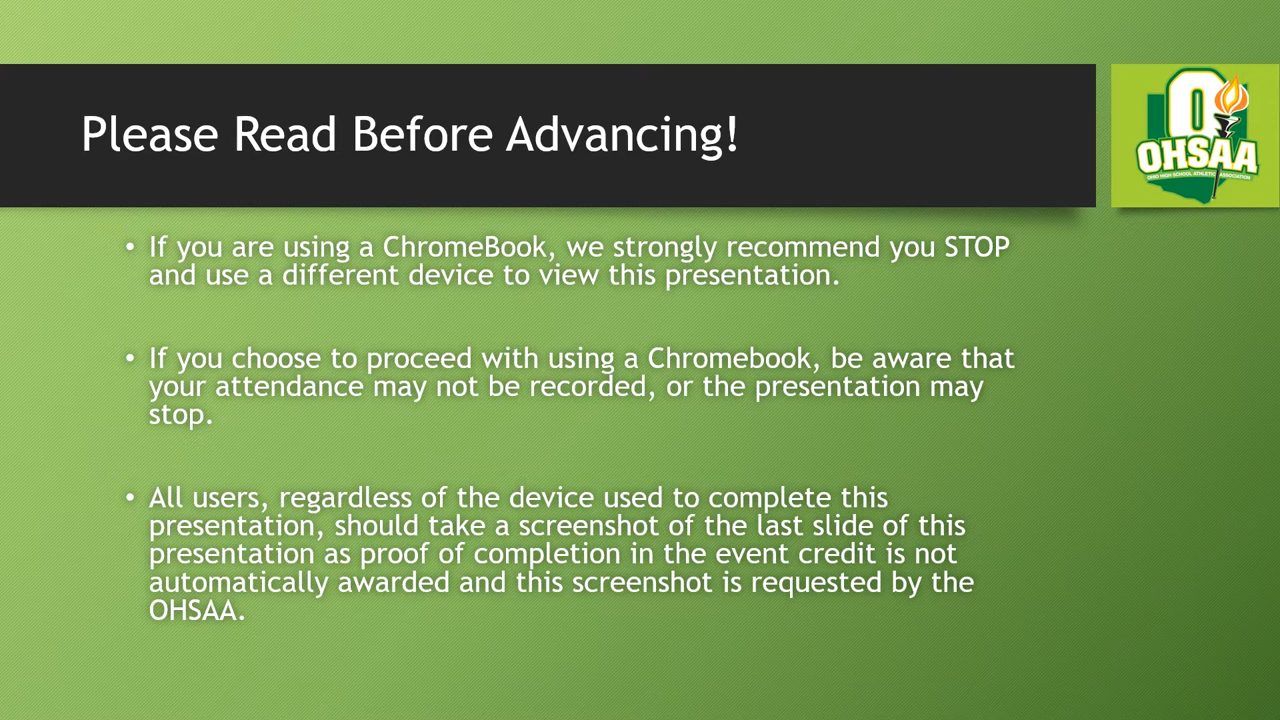 Please Read Before Advancing!
OHSAA
OHIO HIGH SCHOOL ATHLETIC ASSOCIATION
• If you are using a ChromeBook, we strongly recommend you STOP
and use a different device to view this presentation.
• If you choose to proceed with using a Chromebook, be aware that
your attendance may not be recorded, or the presentation may
stop.
• All users, regardless of the device used to complete this
presentation, should take a screenshot of the last slide of this
presentation as proof of completion in the event credit is not
automatically awarded and this screenshot is requested by the
OHSAA.